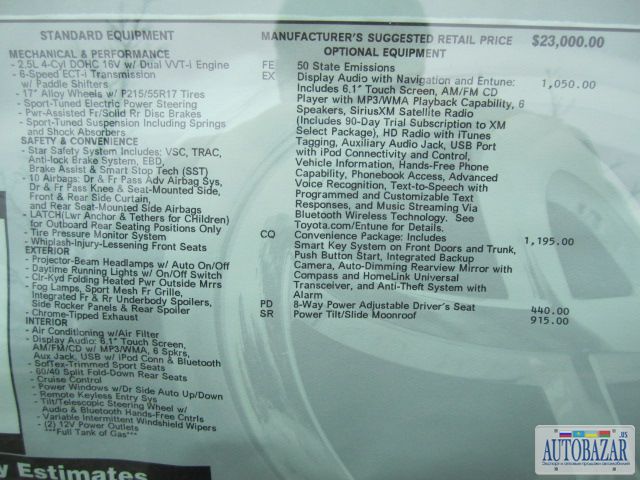 STANDARD EQUIPMENT
MECHANICAL & PERFORMANCE
- 2.5L 4-Cyl DOHC 16V w/ Dual VVT-i Engine
- 6-Speed ECT-i Transmission
w/ Paddle Shifters
- 17" Alloy Wheels w/ P215/55R17 Tires
- Sport-Tuned Electric Power Steering
- Pwr-Assisted Fr/Solid Rr Disc Brakes
- Sport-Tuned Suspension Including Springs
and Shock Absorbers
SAFETY & CONVENIENCE
- Star Safety System Includes; VSC, TRAC,
Anti-lock Brake System, EBD,
Brake Assist & Smart Stop Tech (SST)
- 10 Airbags: Dr & Fr Pass Adv Airbag Sys,
Dr & Fr Pass Knee & Seat-Mounted Side,
Front & Rear Side Curtain,
and Rear Seat-Mounted Side Airbags
- LATCH(Lwr Anchor & Tethers for CHildren)
for Outboard Rear Seating Positions Only
- Tire Pressure Monitor System
- Whiplash-Injury-Lessening Front Seats
EXTERIOR
- Projector-Beam Headlamps w/ Auto On/Off
- Daytime Running Lights w/ On/Off Switch
- Clr-Kyd Folding Heated Pwr Outside Mrrs
- Fog Lamps, Sport Mesh Fr Grille,
Integrated Fr & Rr Underbody Spoilers,
Side Rocker Panels & Rear Spoiler
- Chrome-Tipped Exhaust
INTERIOR
- Air Conditioning w/Air Filter
- Display Audio: 6.1" Touch Screen,
AM/FM/CD w/ MP3/WMA, 6 Spkrs,
Aux Jack, USB w/ iPod Conn & Bluetooth
- SofTex-Trimmed Sport Seats
- 60/40 Split Fold-Down Rear Seats
- Cruise Control
- Power Windows w/Dr Side Auto Up/Down
- Remote Keyless Entry Sys
- Tilt/Telescopic Steering Wheel w/
Audio & Bluetooth Hands-Free Cntrls
- Variable Intermittent Windshield Wipers
- (2) 12V Power Outlets
***Full Tank of Gas***
y Estimates
MANUFACTURER'S SUGGESTED RETAIL PRICE $23,000.00
OPTIONAL EQUIPMENT
FE 50 State Emissions
EX Display Audio with Navigation and Entune: 1,050.00
Includes 6.1" Touch Screen, AM/FM CD
Player with MP3/WMA Playback Capability, 6
Speakers, SiriusXM Satellite Radio
(Includes 90-Day Trial Subscription to XM
Select Package), HD Radio with iTunes
Tagging, Auxiliary Audio Jack, USB Port
with iPod Connectivity and Control,
Vehicle Information, Hands-Free Phone
Capability, Phonebook Access, Advanced
Voice Recognition, Text-to-Speech with
Programmed and Customizable Text
Responses, and Music Streaming Via
Bluetooth Wireless Technology. See
Toyota.com/Entune for Details.
CQ Convenience Package: Includes 1,195.00
Smart Key System on Front Doors and Trunk,
Push Button Start, Integrated Backup
Camera, Auto-Dimming Rearview Mirror with
Compass and HomeLink Universal
Transceiver, and Anti-Theft System with
Alarm
PD 8-Way Power Adjustable Driver's Seat 440.00
SR Power Tilt/Slide Moonroof 915.00
AUTOBAZAR.US